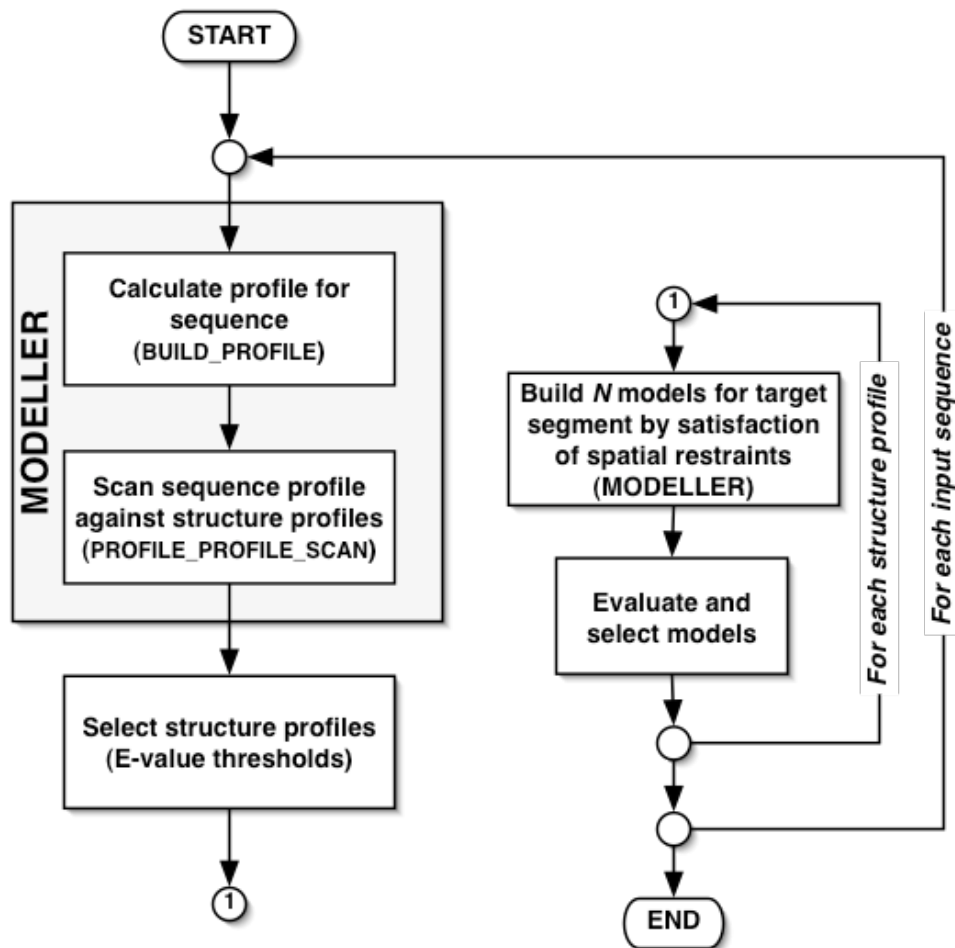 START
MODELLER
Calculate profile for
sequence
(BUILD_PROFILE)
Scan sequence profile
against structure profiles
(PROFILE_PROFILE_SCAN)
Select structure profiles
(E-value thresholds)
1
1
Build N models for target
segment by satisfaction
of spatial restraints
(MODELLER)
Evaluate and
select models
For each structure profile
For each input sequence
END